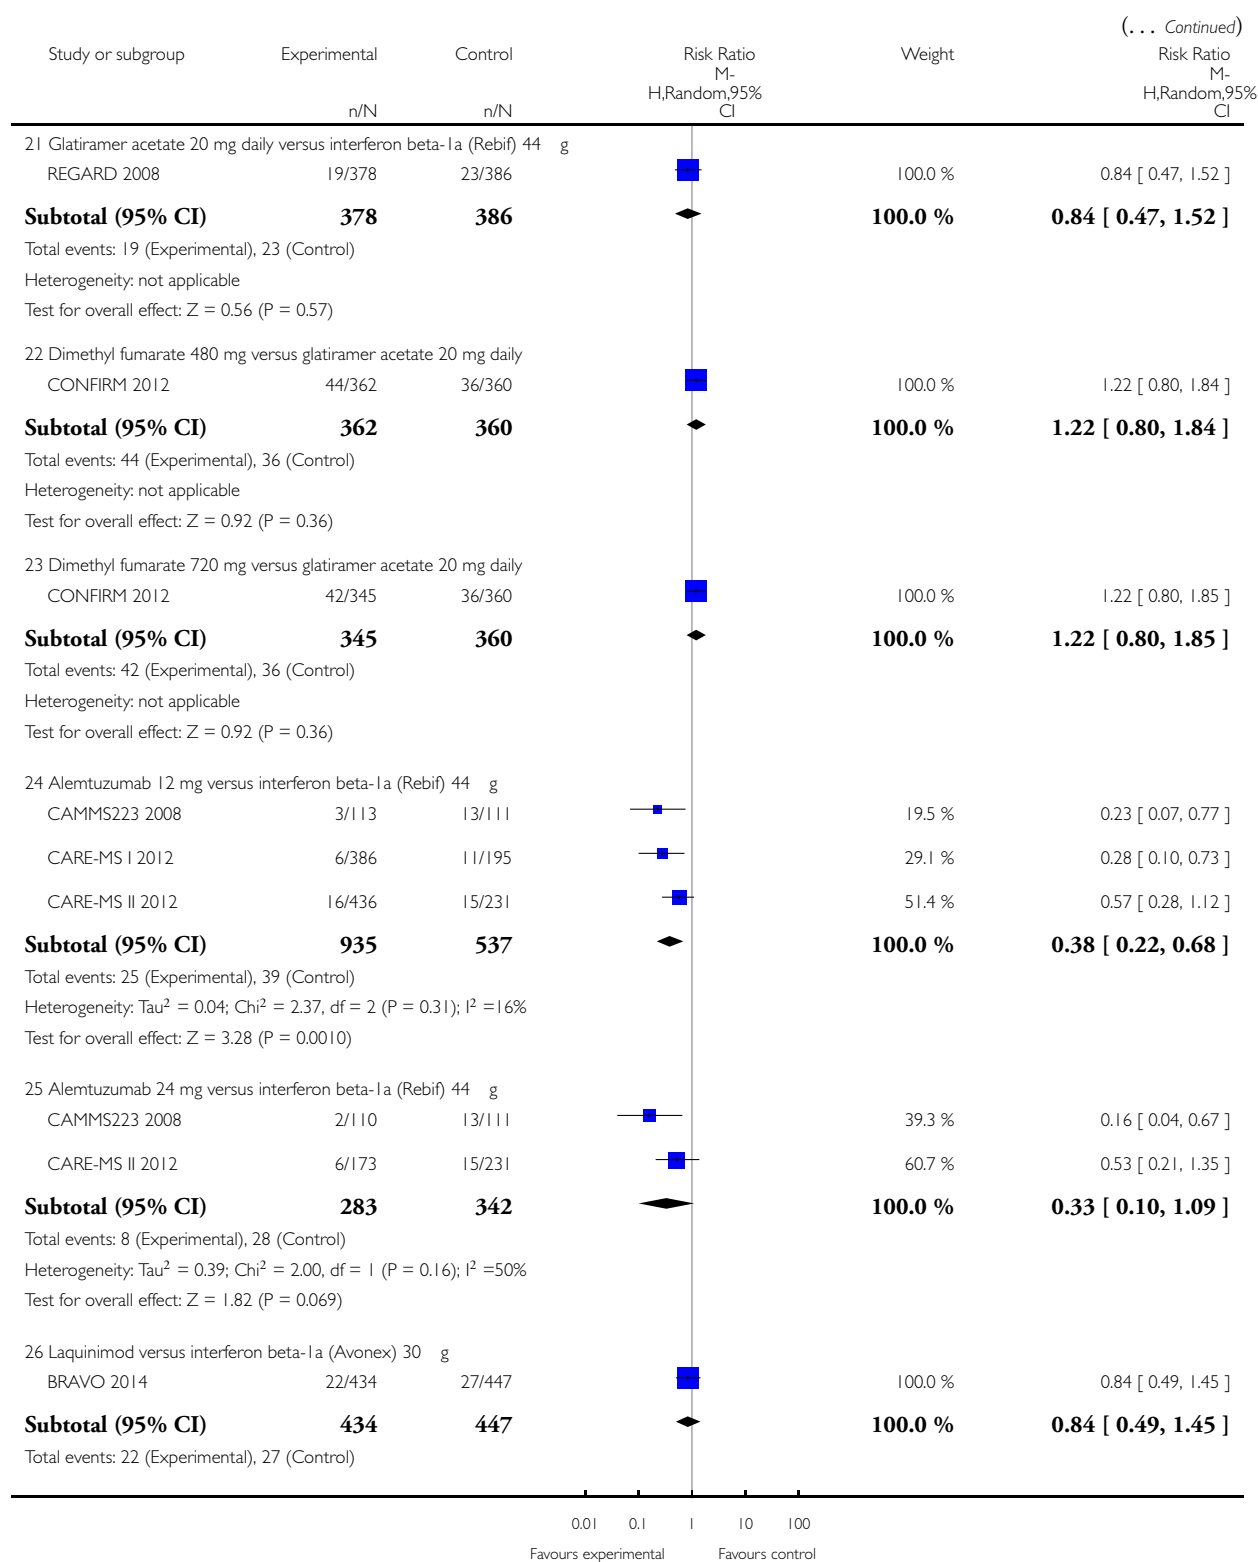 (... Continued)
Study or subgroup Experimental Control Risk Ratio Weight Risk Ratio
M- M-
H,Random,95% H,Random,95%
n/N n/N CI CI
21 Glatiramer acetate 20 mg daily versus interferon beta-1a (Rebif) 44 g
REGARD 2008 19/378 23/386 100.0 % 0.84 [ 0.47, 1.52 ]
Subtotal (95% CI) 378 386 100.0 % 0.84 [ 0.47, 1.52 ]
Total events: 19 (Experimental), 23 (Control)
Heterogeneity: not applicable
Test for overall effect: Z = 0.56 (P = 0.57)
22 Dimethyl fumarate 480 mg versus glatiramer acetate 20 mg daily
CONFIRM 2012 44/362 36/360 100.0 % 1.22 [ 0.80, 1.84 ]
Subtotal (95% CI) 362 360 100.0 % 1.22 [ 0.80, 1.84 ]
Total events: 44 (Experimental), 36 (Control)
Heterogeneity: not applicable
Test for overall effect: Z = 0.92 (P = 0.36)
23 Dimethyl fumarate 720 mg versus glatiramer acetate 20 mg daily
CONFIRM 2012 42/345 36/360 100.0 % 1.22 [ 0.80, 1.85 ]
Subtotal (95% CI) 345 360 100.0 % 1.22 [ 0.80, 1.85 ]
Total events: 42 (Experimental), 36 (Control)
Heterogeneity: not applicable
Test for overall effect: Z = 0.92 (P = 0.36)
24 Alemtuzumab 12 mg versus interferon beta-1a (Rebif) 44 g
CAMMS223 2008 3/113 13/111 19.5 % 0.23 [ 0.07, 0.77 ]
CARE-MS I 2012 6/386 11/195 29.1 % 0.28 [ 0.10, 0.73 ]
CARE-MS II 2012 16/436 15/231 51.4 % 0.57 [ 0.28, 1.12 ]
Subtotal (95% CI) 935 537 100.0 % 0.38 [ 0.22, 0.68 ]
Total events: 25 (Experimental), 39 (Control)
Heterogeneity: Tau² = 0.04; Chi² = 2.37, df = 2 (P = 0.31); I² =16%
Test for overall effect: Z = 3.28 (P = 0.0010)
25 Alemtuzumab 24 mg versus interferon beta-1a (Rebif) 44 g
CAMMS223 2008 2/110 13/111 39.3 % 0.16 [ 0.04, 0.67 ]
CARE-MS II 2012 6/173 15/231 60.7 % 0.53 [ 0.21, 1.35 ]
Subtotal (95% CI) 283 342 100.0 % 0.33 [ 0.10, 1.09 ]
Total events: 8 (Experimental), 28 (Control)
Heterogeneity: Tau² = 0.39; Chi² = 2.00, df = 1 (P = 0.16); I² =50%
Test for overall effect: Z = 1.82 (P = 0.069)
26 Laquinimod versus interferon beta-1a (Avonex) 30 g
BRAVO 2014 22/434 27/447 100.0 % 0.84 [ 0.49, 1.45 ]
Subtotal (95% CI) 434 447 100.0 % 0.84 [ 0.49, 1.45 ]
Total events: 22 (Experimental), 27 (Control)
0.01 0.1 1 10 100
Favours experimental Favours control